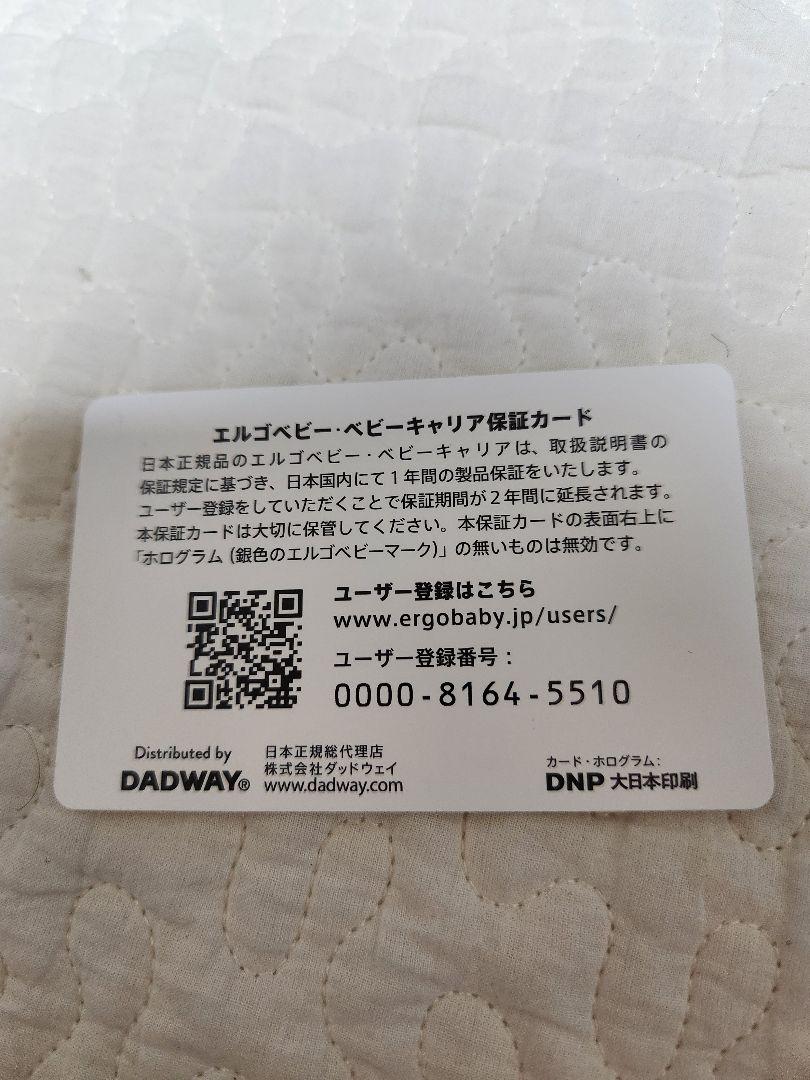 エルゴベビー・ベビーキャリア保証カード
日本正規品のエルゴベビー・ベビーキャリアは、取扱説明書の
保証規定に基づき、日本国内にて1年間の製品保証をいたします。
ユーザー登録をしていただくことで保証期間が2年間に延長されます。
本保証カードは大切に保管してください。本保証カードの表面右上に
「ホログラム(銀色のエルゴベビーマーク)」の無いものは無効です。
ユーザー登録はこちら
www.ergobaby.jp/users/
ユーザー登録番号：
0000-8164-5510
Distributed by
DADWAY®
日本正規総代理店
株式会社ダッドウェイ
www.dadway.com
カード・ホログラム：
DNP 大日本印刷